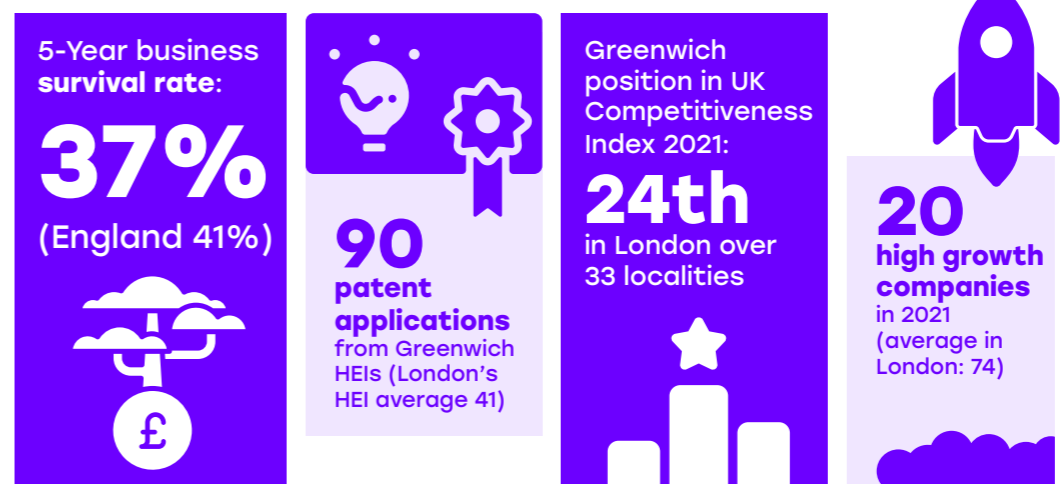 5-Year business
survival rate:
37%
(England 41%)
£
90
patent
applications
from Greenwich
HEIs (London's
HEI average 41)
Greenwich
position in UK
Competitiveness
Index 2021:
24th
in London over
33 localities
20
high growth
companies
in 2021
(average in
London: 74)